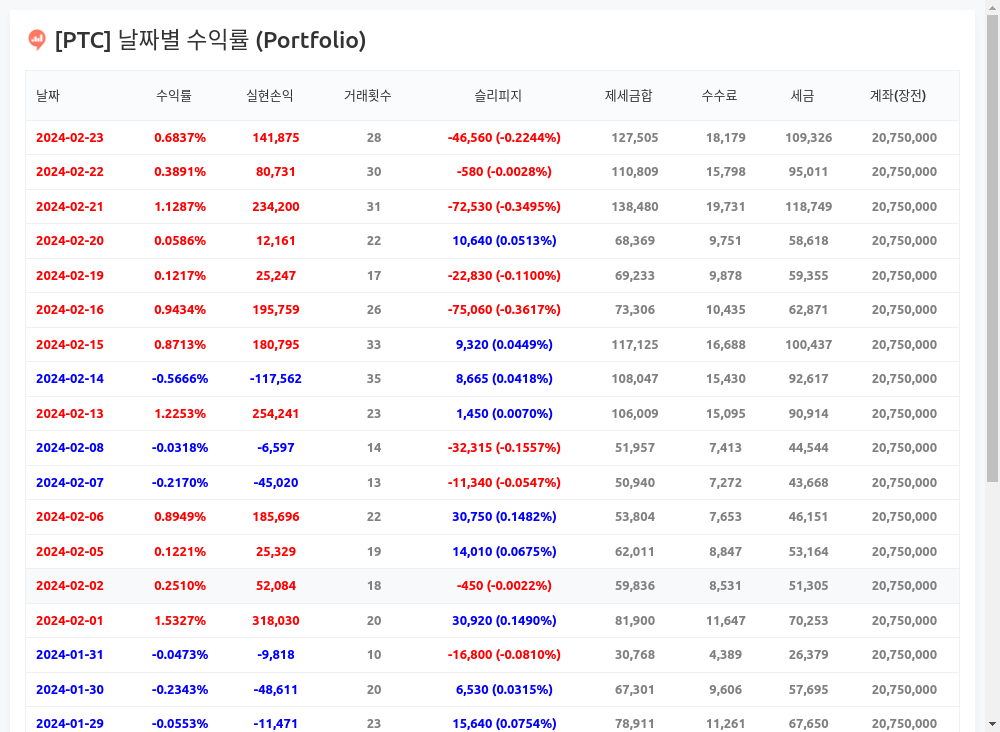 [PTC] 날짜별 수익률 (Portfolio)
날짜 수익률 실현손익 거래횟수 슬리피지 제세금합 수수료 세금 계좌(장전)
2024-02-23 0.6837% 141,875 28 -46,560 (-0.2244%) 127,505 18,179 109,326 20,750,000
2024-02-22 0.3891% 80,731 30 -580 (-0.0028%) 110,809 15,798 95,011 20,750,000
2024-02-21 1.1287% 234,200 31 -72,530 (-0.3495%) 138,480 19,731 118,749 20,750,000
2024-02-20 0.0586% 12,161 22 10,640 (0.0513%) 68,369 9,751 58,618 20,750,000
2024-02-19 0.1217% 25,247 17 -22,830 (-0.1100%) 69,233 9,878 59,355 20,750,000
2024-02-16 0.9434% 195,759 26 -75,060 (-0.3617%) 73,306 10,435 62,871 20,750,000
2024-02-15 0.8713% 180,795 33 9,320 (0.0449%) 117,125 16,688 100,437 20,750,000
2024-02-14 -0.5666% -117,562 35 8,665 (0.0418%) 108,047 15,430 92,617 20,750,000
2024-02-13 1.2253% 254,241 23 1,450 (0.0070%) 106,009 15,095 90,914 20,750,000
2024-02-08 -0.0318% -6,597 14 -32,315 (-0.1557%) 51,957 7,413 44,544 20,750,000
2024-02-07 -0.2170% -45,020 13 -11,340 (-0.0547%) 50,940 7,272 43,668 20,750,000
2024-02-06 0.8949% 185,696 22 30,750 (0.1482%) 53,804 7,653 46,151 20,750,000
2024-02-05 0.1221% 25,329 19 14,010 (0.0675%) 62,011 8,847 53,164 20,750,000
2024-02-02 0.2510% 52,084 18 -450 (-0.0022%) 59,836 8,531 51,305 20,750,000
2024-02-01 1.5327% 318,030 20 30,920 (0.1490%) 81,900 11,647 70,253 20,750,000
2024-01-31 -0.0473% -9,818 10 -16,800 (-0.0810%) 30,768 4,389 26,379 20,750,000
2024-01-30 -0.2343% -48,611 20 6,530 (0.0315%) 67,301 9,606 57,695 20,750,000
2024-01-29 -0.0553% -11,471 23 15,640 (0.0754%) 78,911 11,261 67,650 20,750,000